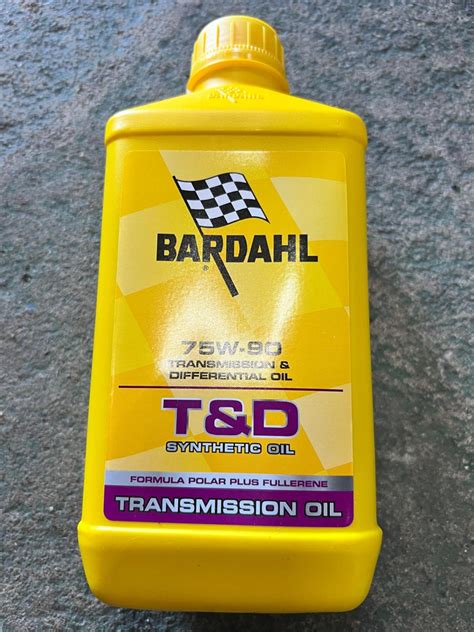 BARDAHL
75W-90
TRANSMISSION &
DIFFERENTIAL OIL
T&D
SYNTHETIC OIL
FORMULA POLAR PLUS FULLERENE
TRANSMISSION OIL